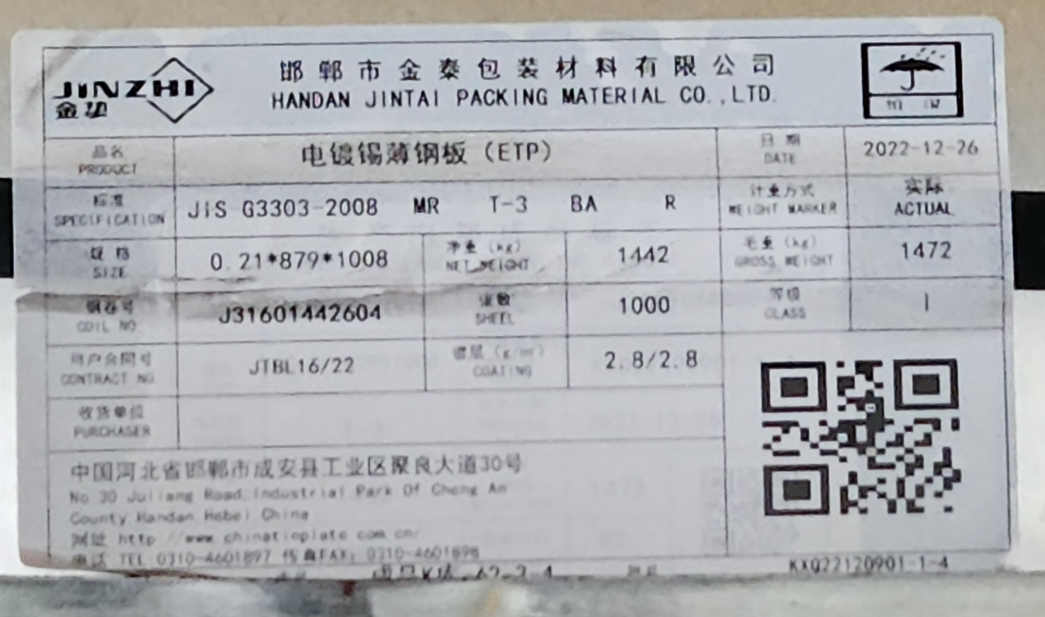 JINZHI
金挚
邯郸市金泰包装材料有限公司
HANDAN JINTAI PACKING MATERIAL CO.,LTD.
品名
PRODUCT
电镀锡薄钢板(ETP)
日期
DATE
2022-12-26
标准
SPECIFICATION
JIS G3303-2008 MR T-3 BA R
计重方式
WEIGHT MARKER
实际
ACTUAL
规格
SIZE
0.21*879*1008
净重(kg)
NET WEIGHT
1442
毛重(kg)
GROSS WEIGHT
1472
钢卷号
COIL NO
J31601442604
张数
SHEEL
1000
等级
CLASS
1
用户合同号
CONTRACT NO
JTBL16/22
镀层(g/m²)
COATING
2.8/2.8
收货单位
PURCHASER
中国河北省邯郸市成安县工业区聚良大道30号
No 30 Juliang Road,Industrial Park Of Cheng An
County Handan Hebei China
网址 http://www.chinatinplate.com.cn/
电话 TEL 0310-4601897 传真FAX: 0310-4601898
KXQ22120901-1-4